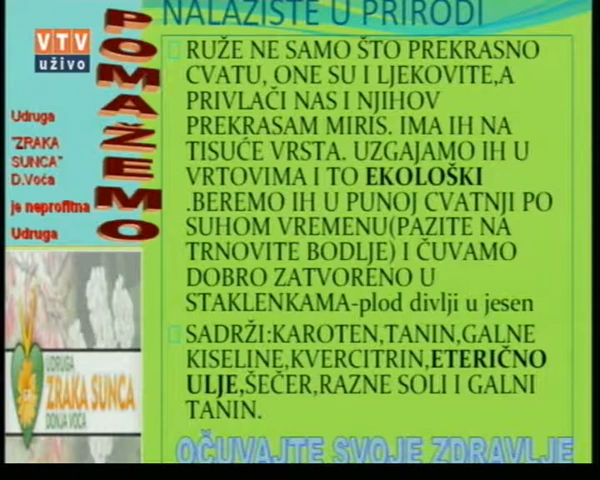 NALAZIŠTE U PRIRODI
VTV
uživo
POMAŽEMO
Udruga
"ZRAKA
SUNCA"
D.Voća
je neprofitna
Udruga
RUŽE NE SAMO ŠTO PREKRASNO
CVATU, ONE SU I LJEKOVITE,A
PRIVLAČI NAS I NJIHOV
PREKRASAM MIRIS. IMA IH NA
TISUĆE VRSTA. UZGAJAMO IH U
VRTOVIMA I TO EKOLOŠKI
.BEREMO IH U PUNOJ CVATNJI PO
SUHOM VREMENU(PAZITE NA
TRNOVITE BODLJE) I ČUVAMO
DOBRO ZATVORENO U
STAKLENKAMA-plod divlji u jesen
SADRŽI:KAROTEN,TANIN,GALNE
KISELINE,KVERCITRIN,ETERIČNO
ULJE,ŠEĆER,RAZNE SOLI I GALNI
TANIN.
UDRUGA
ZRAKA SUNCA
DONJA VOĆA
OČUVAJTE SVOJE ZDRAVLJE